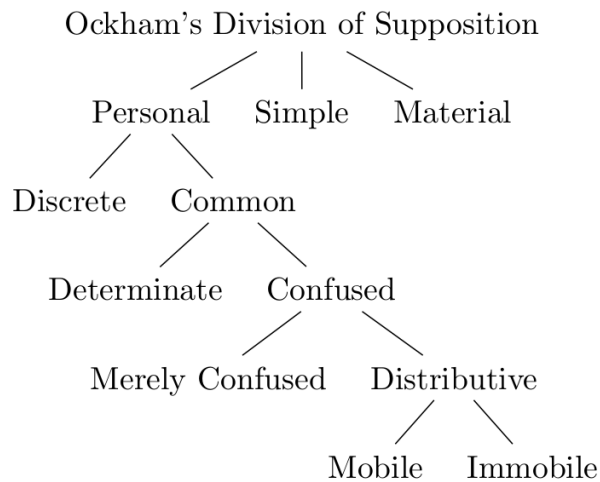 Ockham's Division of Supposition
Personal Simple Material
Discrete Common
Determinate Confused
Merely Confused Distributive
Mobile Immobile